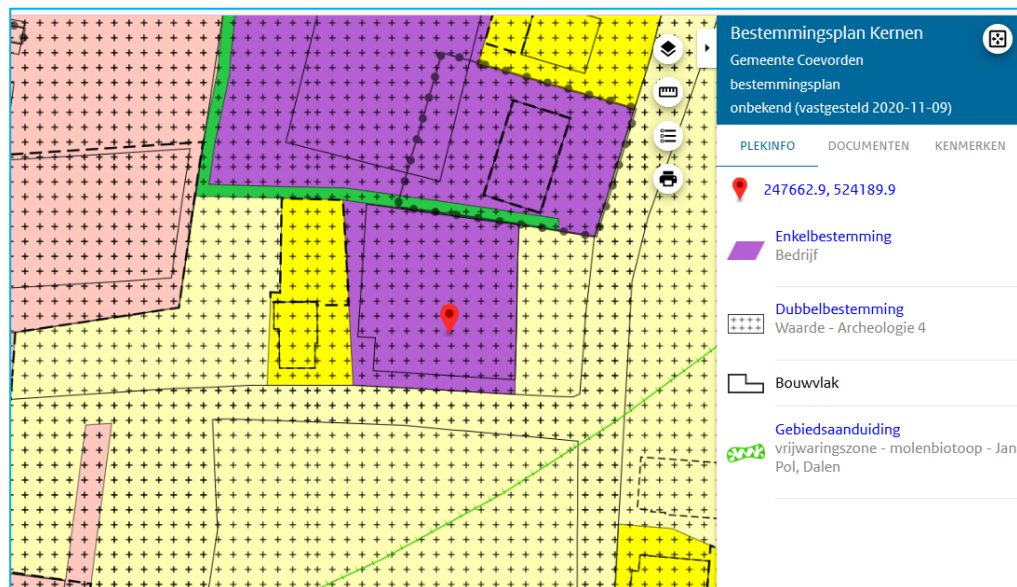 Bestemmingsplan Kernen
Gemeente Coevorden
bestemmingsplan
onbekend (vastgesteld 2020-11-09)
PLEKINFO DOCUMENTEN KENMERKEN
247662.9, 524189.9
Enkelbestemming
Bedrijf
Dubbelbestemming
Waarde - Archeologie 4
Bouwvlak
Gebiedsaanduiding
vrijwaringszone - molenbiotoop - Jan
Pol, Dalen